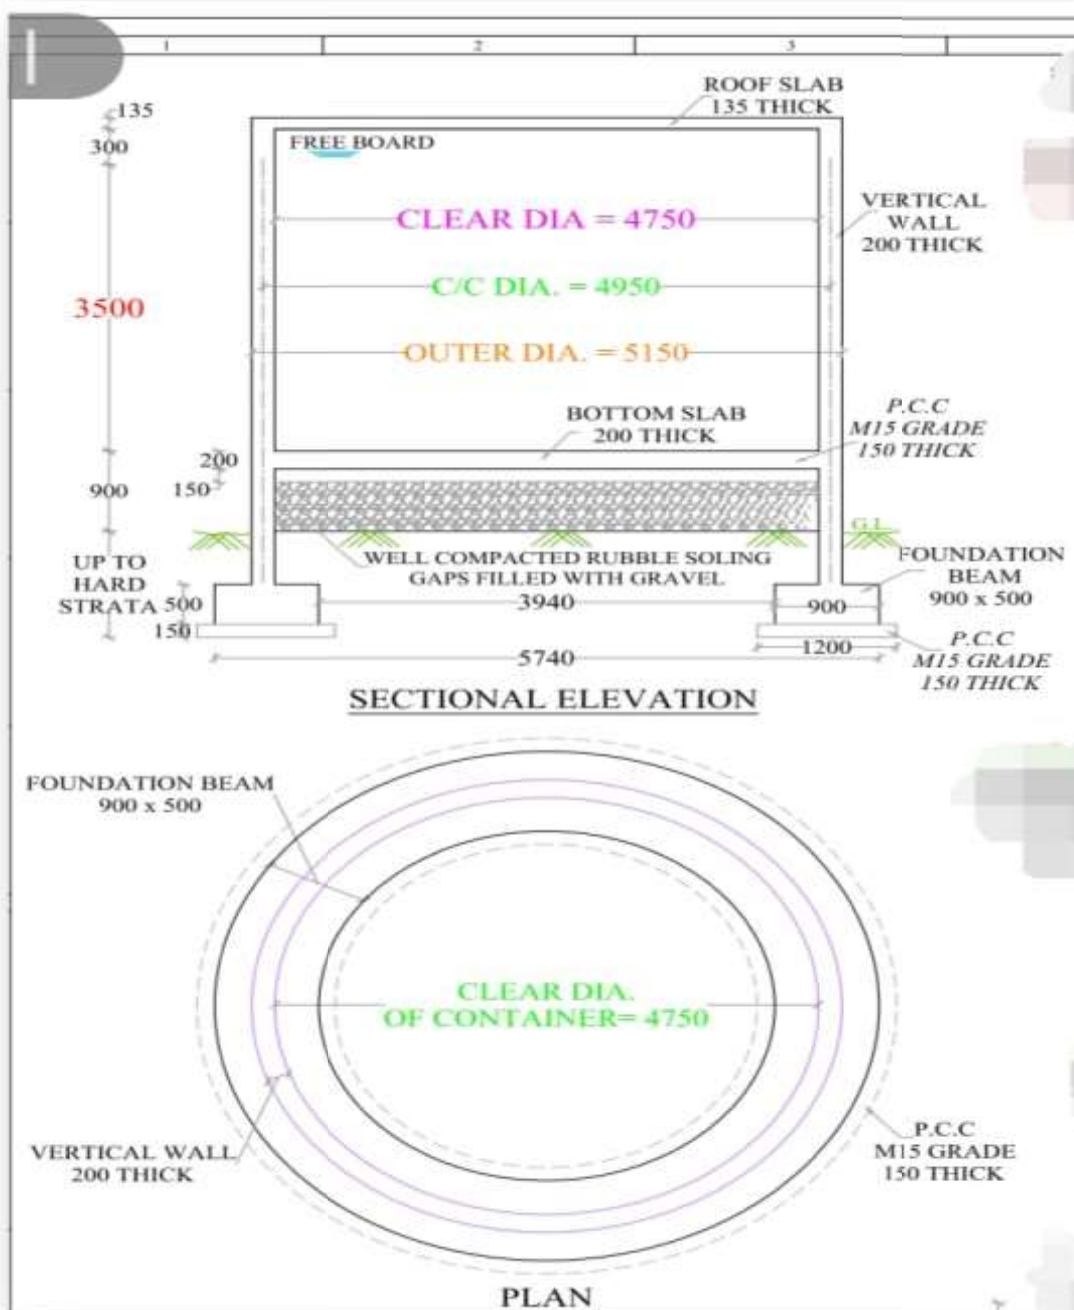 1
2
3
ROOF SLAB
135 THICK
135
300
FREE BOARD
CLEAR DIA = 4750
VERTICAL
WALL
200 THICK
C/C DIA. = 4950
3500
OUTER DIA. = 5150
BOTTOM SLAB
200 THICK
P.C.C
M15 GRADE
150 THICK
200
900
150
G.L
WELL COMPACTED RUBBLE SOLING
GAPS FILLED WITH GRAVEL
FOUNDATION
BEAM
900 x 500
UP TO
HARD
STRATA
500
3940
900
150
1200
5740
P.C.C
M15 GRADE
150 THICK
SECTIONAL ELEVATION
FOUNDATION BEAM
900 x 500
CLEAR DIA.
OF CONTAINER= 4750
VERTICAL WALL
200 THICK
P.C.C
M15 GRADE
150 THICK
PLAN